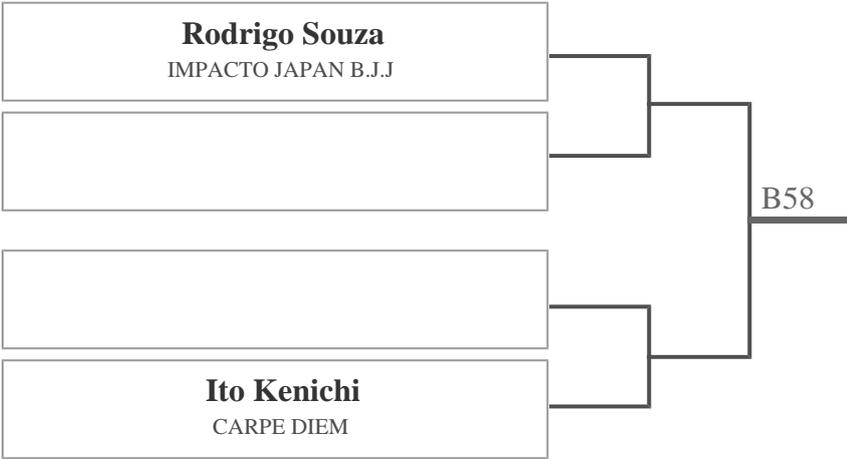 Rodrigo Souza
IMPACTO JAPAN B.J.J
B58
Ito Kenichi
CARPE DIEM